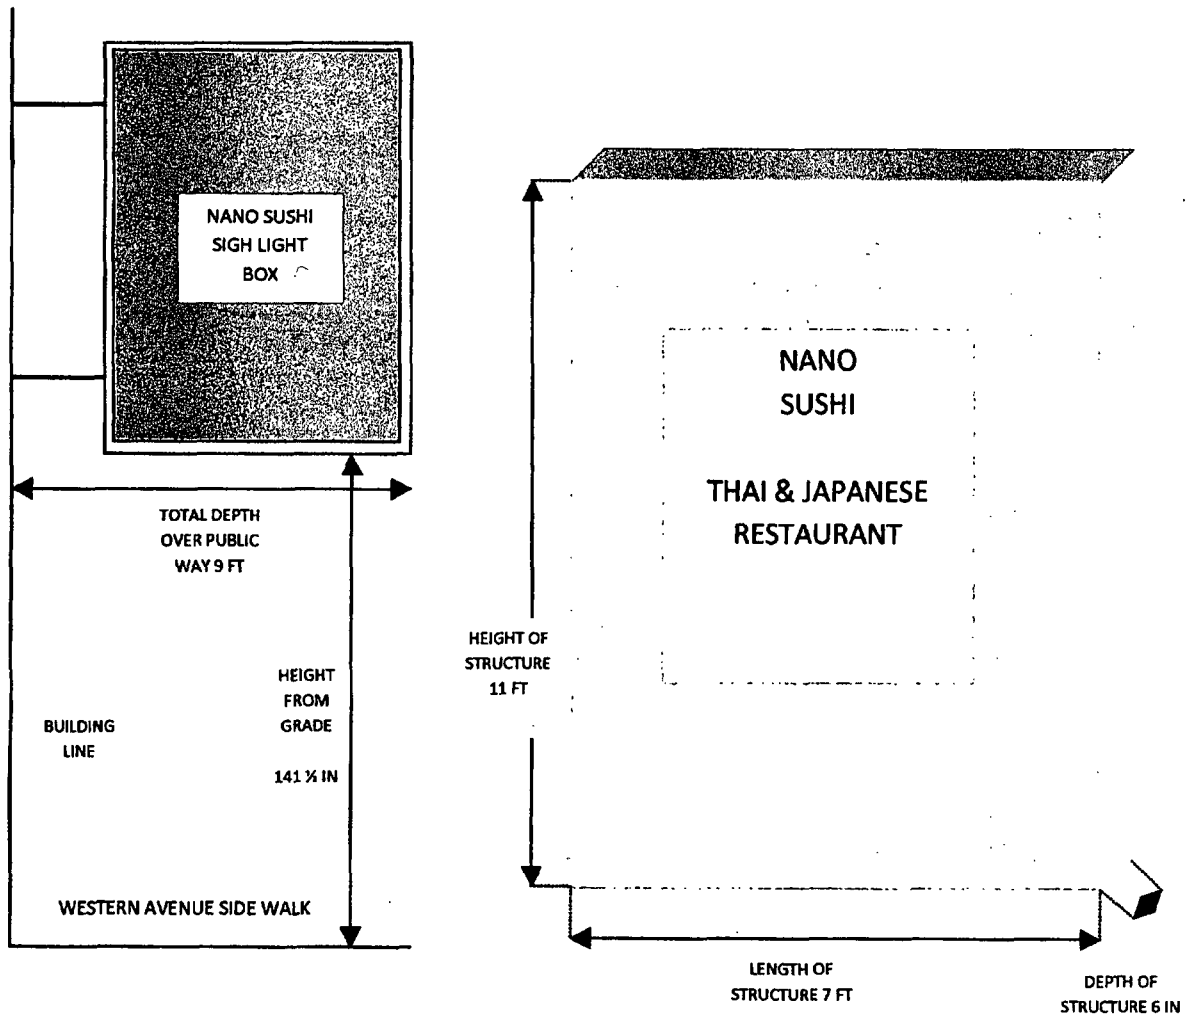 NANO SUSHI
SIGH LIGHT
BOX
TOTAL DEPTH
OVER PUBLIC
WAY 9 FT
HEIGHT
FROM
GRADE
141 ½ IN
BUILDING
LINE
WESTERN AVENUE SIDE WALK
NANO
SUSHI
THAI & JAPANESE
RESTAURANT
HEIGHT OF
STRUCTURE
11 FT
LENGTH OF
STRUCTURE 7 FT
DEPTH OF
STRUCTURE 6 IN